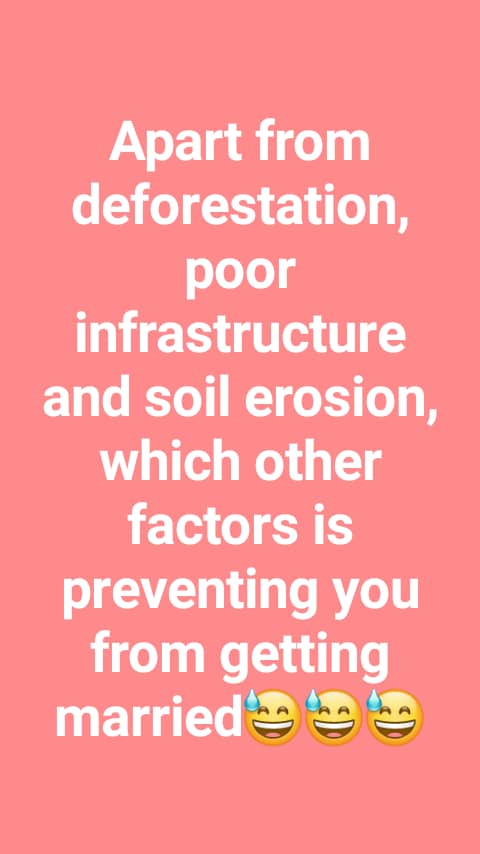 Apart from
deforestation,
poor
infrastructure
and soil erosion,
which other
factors is
preventing you
from getting
married😅😅😅